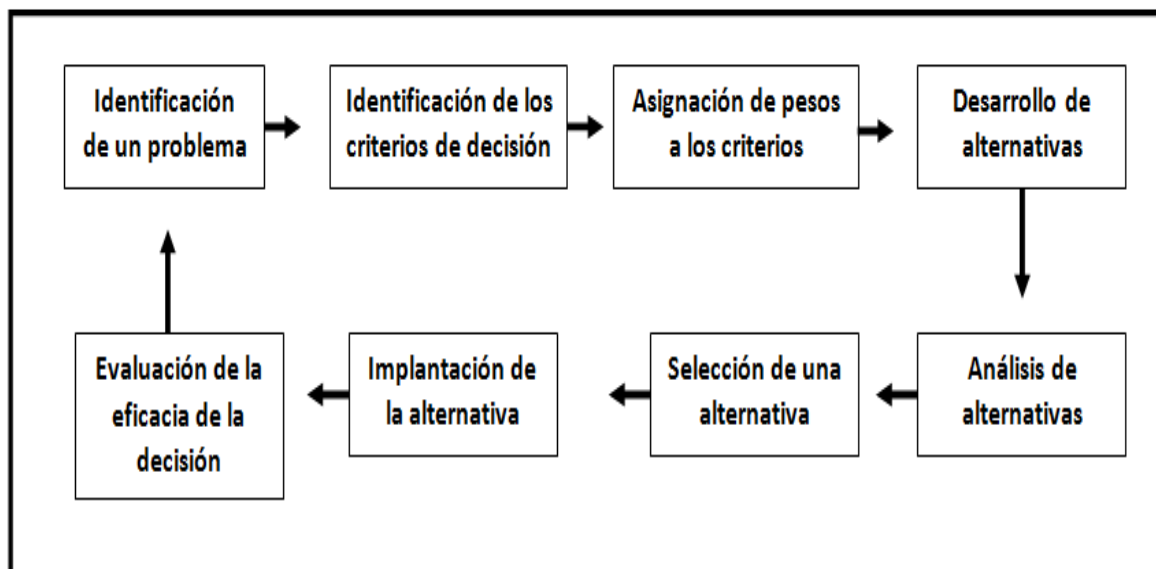 Identificación
de un problema
Identificación de los
criterios de decisión
Asignación de pesos
a los criterios
Desarrollo de
alternativas
Análisis de
alternativas
Selección de una
alternativa
Implantación de
la alternativa
Evaluación de la
eficacia de la
decisión